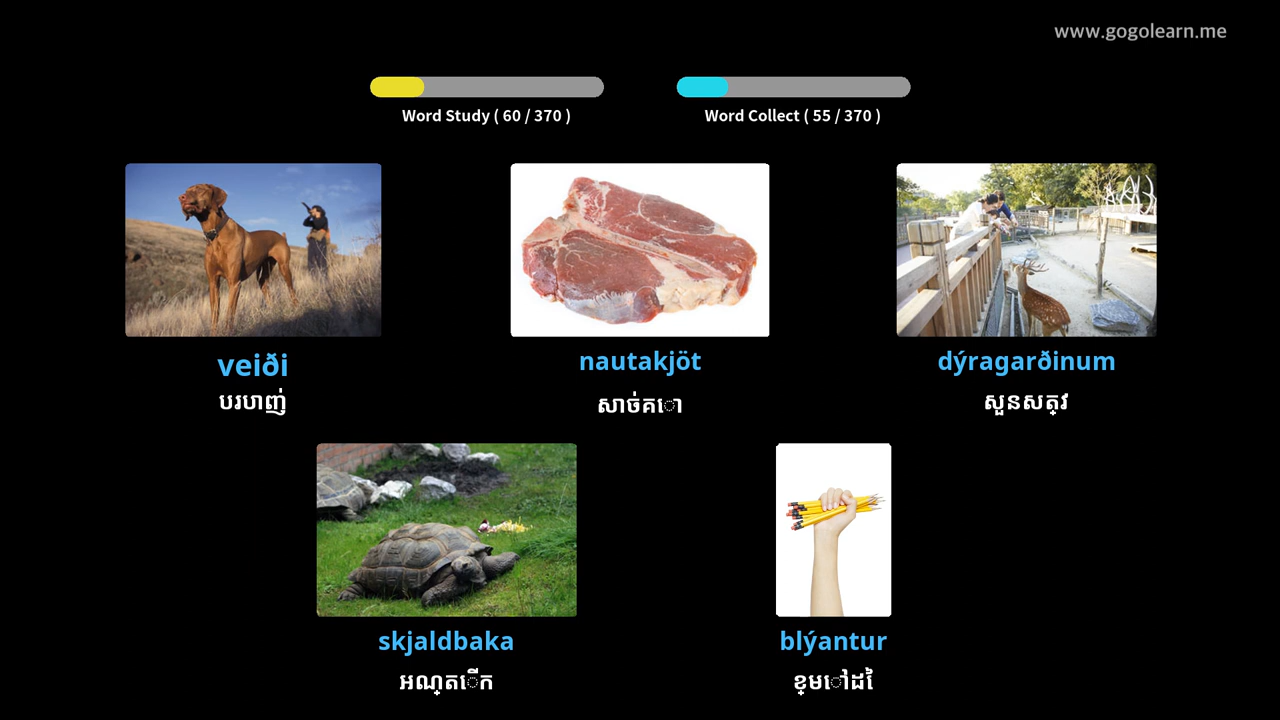 www.gogolearn.me
Word Study ( 60 / 370 )
Word Collect ( 55 / 370 )
veiði
បរបាញ់
nautakjöt
សាច់គោ
dýragarðinum
សួនសត្វ
skjaldbaka
អណ្តើក
blýantur
ខ្មៅដៃ